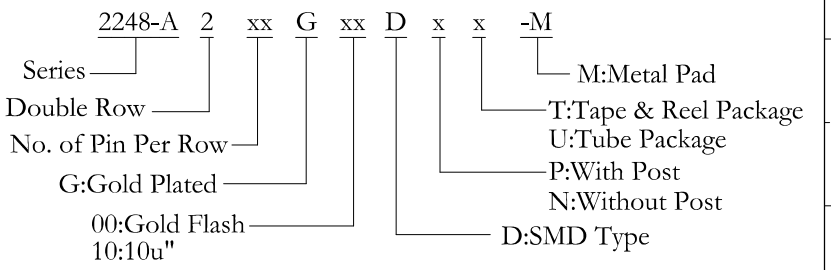 2248-A 2 xx G xx D x x -M
Series
M:Metal Pad
Double Row
T:Tape & Reel Package
U:Tube Package
No. of Pin Per Row
P:With Post
N:Without Post
G:Gold Plated
00:Gold Flash
10:10u"
D:SMD Type